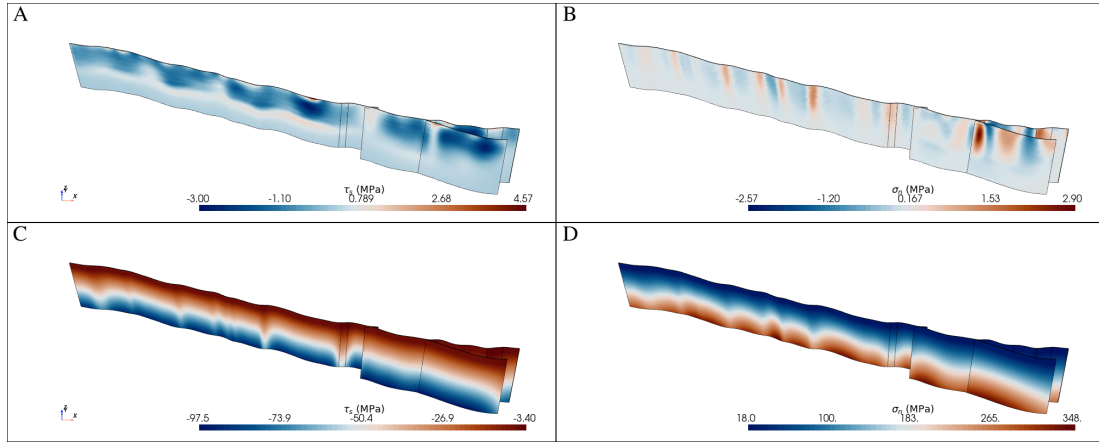 A
B
τs (MPa)
-3.00 -1.10 0.789 2.68 4.57
x
σn (MPa)
-2.57 -1.20 0.167 1.53 2.90
C
D
τs (MPa)
-97.5 -73.9 -50.4 -26.9 -3.40
x
σn (MPa)
18.0 100. 183. 265. 348.